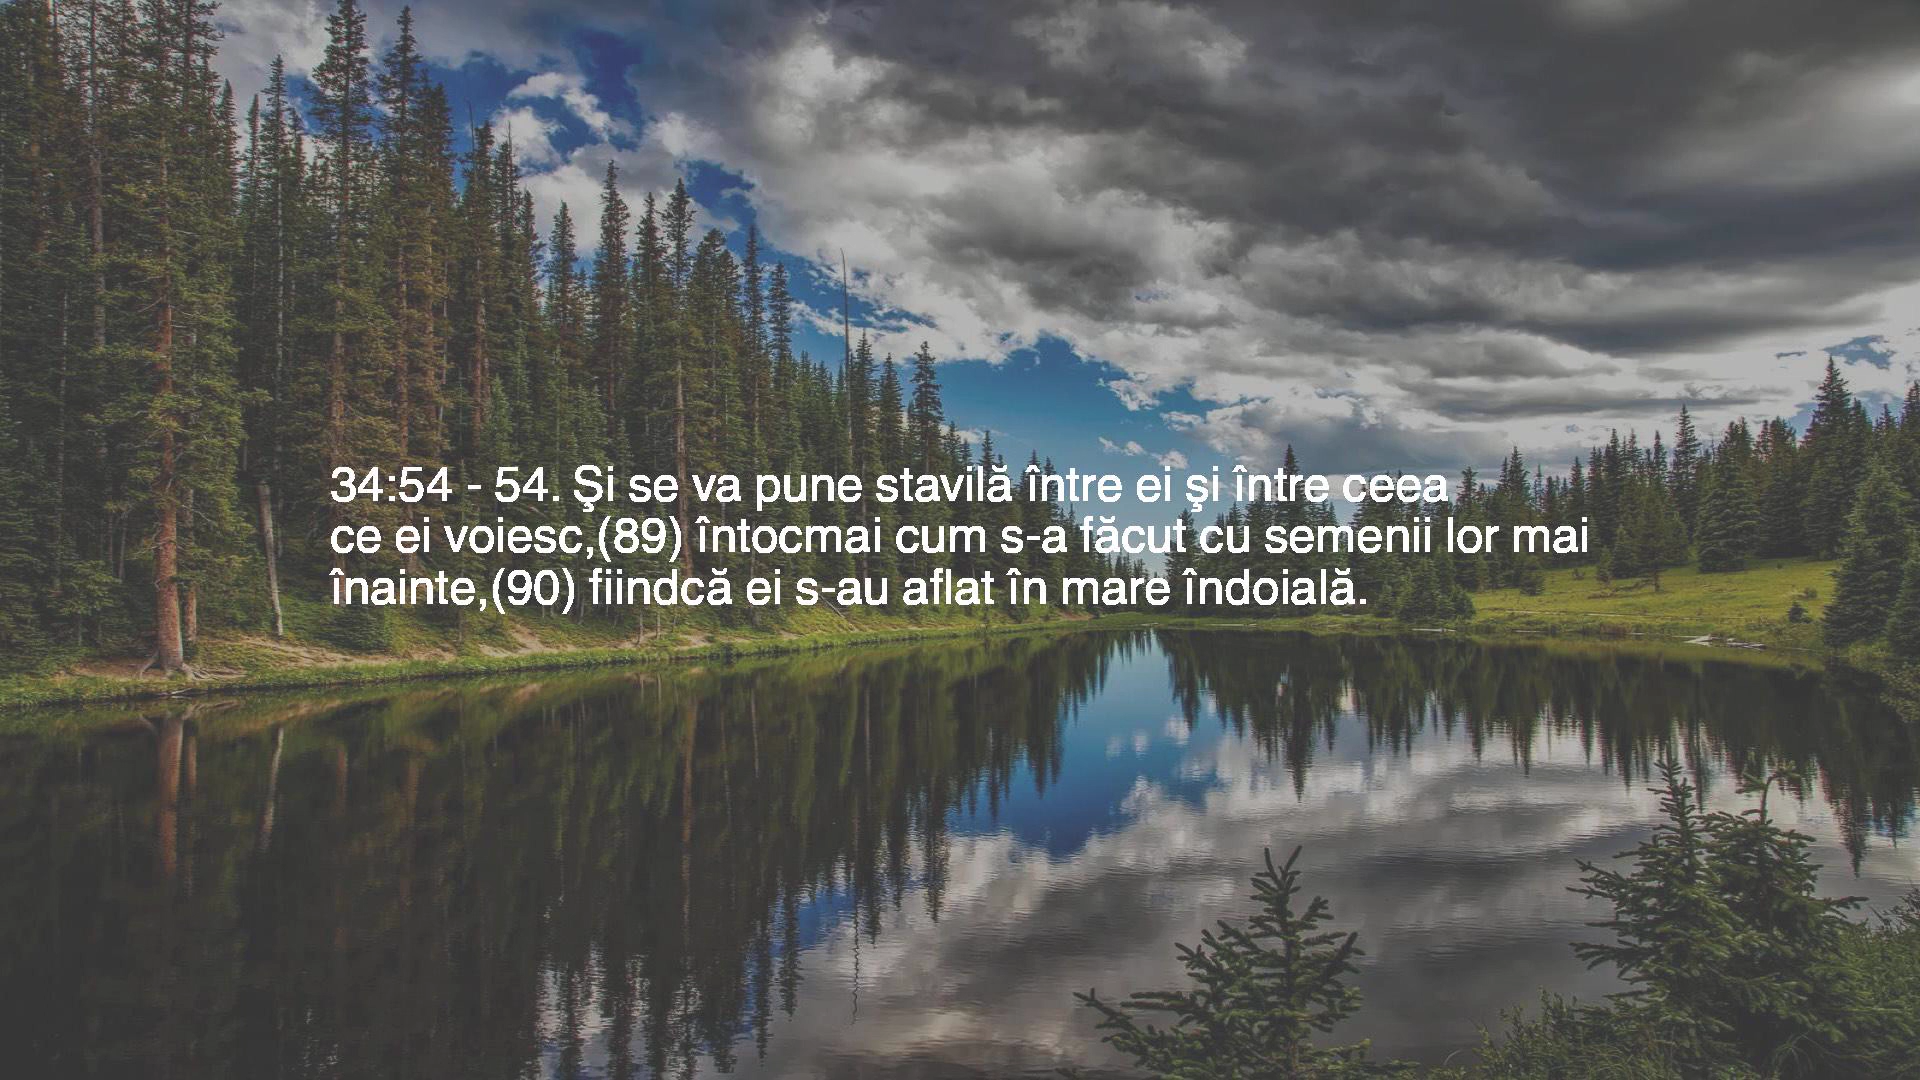 34:54 - 54. Şi se va pune stavilă între ei şi între ceea
ce ei voiesc,(89) întocmai cum s-a făcut cu semenii lor mai
înainte,(90) fiindcă ei s-au aflat în mare îndoială.